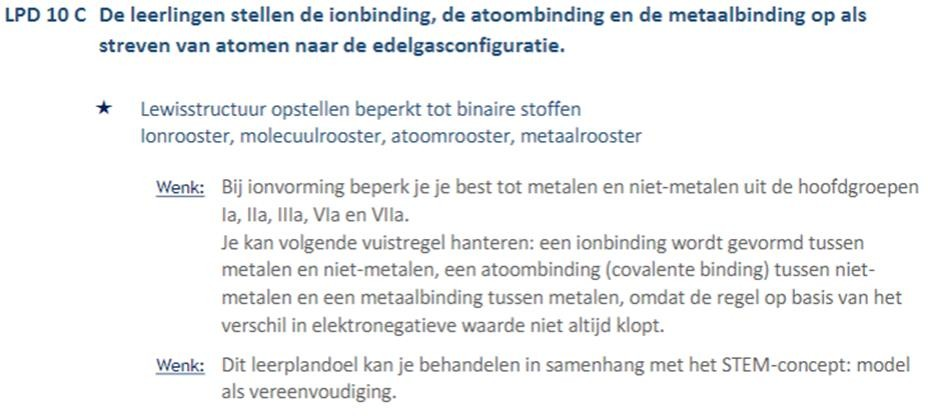 LPD 10 C De leerlingen stellen de ionbinding, de atoombinding en de metaalbinding op als
streven van atomen naar de edelgasconfiguratie.
★ Lewisstructuur opstellen beperkt tot binaire stoffen
Ionrooster, molecuulrooster, atoomrooster, metaalrooster
Wenk: Bij ionvorming beperk je je best tot metalen en niet-metalen uit de hoofdgroepen
Ia, IIa, IIIa, VIa en VIIa.
Je kan volgende vuistregel hanteren: een ionbinding wordt gevormd tussen
metalen en niet-metalen, een atoombinding (covalente binding) tussen niet-
metalen en een metaalbinding tussen metalen, omdat de regel op basis van het
verschil in elektronegatieve waarde niet altijd klopt.
Wenk: Dit leerplandoel kan je behandelen in samenhang met het STEM-concept: model
als vereenvoudiging.